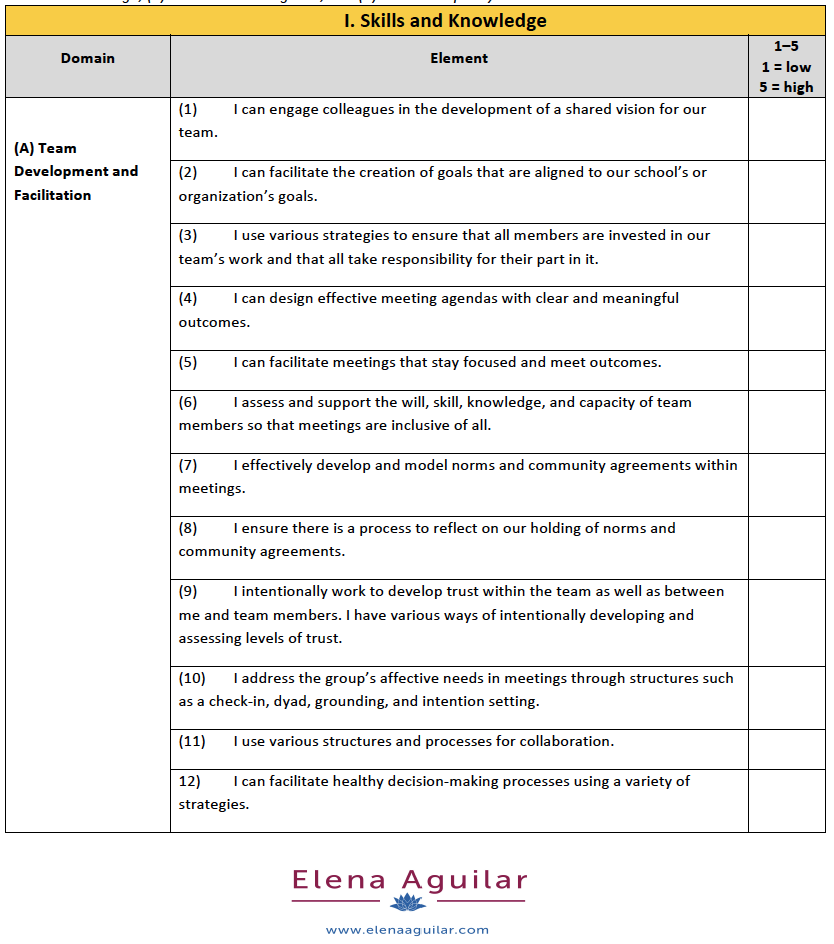 I. Skills and Knowledge
Domain
Element
1–5
1 = low
5 = high
(A) Team
Development and
Facilitation
(1) I can engage colleagues in the development of a shared vision for our
team.
(2) I can facilitate the creation of goals that are aligned to our school’s or
organization’s goals.
(3) I use various strategies to ensure that all members are invested in our
team’s work and that all take responsibility for their part in it.
(4) I can design effective meeting agendas with clear and meaningful
outcomes.
(5) I can facilitate meetings that stay focused and meet outcomes.
(6) I assess and support the will, skill, knowledge, and capacity of team
members so that meetings are inclusive of all.
(7) I effectively develop and model norms and community agreements within
meetings.
(8) I ensure there is a process to reflect on our holding of norms and
community agreements.
(9) I intentionally work to develop trust within the team as well as between
me and team members. I have various ways of intentionally developing and
assessing levels of trust.
(10) I address the group’s affective needs in meetings through structures such
as a check-in, dyad, grounding, and intention setting.
(11) I use various structures and processes for collaboration.
12) I can facilitate healthy decision-making processes using a variety of
strategies.
Elena Aguilar
www.elenaaguilar.com